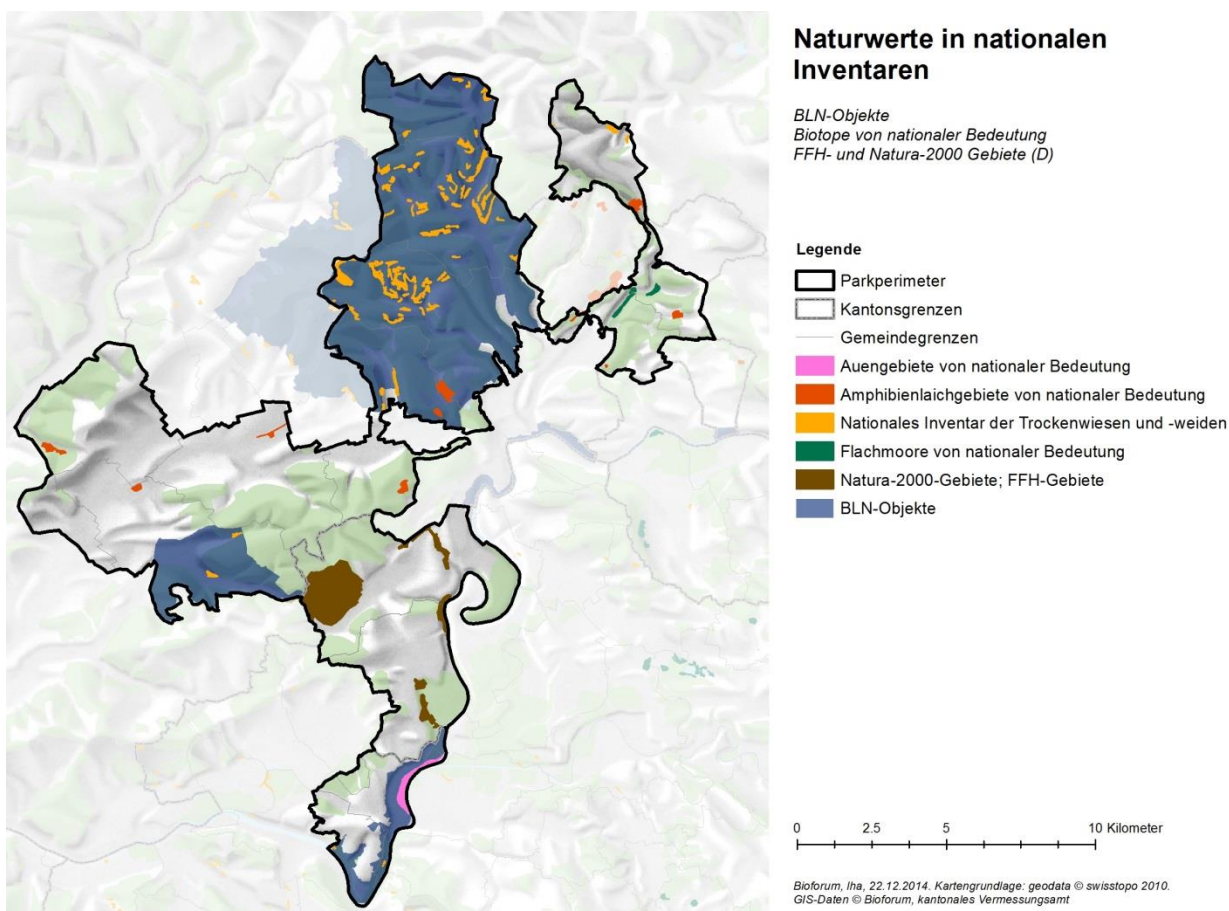 Naturwerte in nationalen
Inventaren
BLN-Objekte
Biotope von nationaler Bedeutung
FFH- und Natura-2000 Gebiete (D)
Legende
Parkperimeter
Kantonsgrenzen
Gemeindegrenzen
Auengebiete von nationaler Bedeutung
Amphibienlaichgebiete von nationaler Bedeutung
Nationales Inventar der Trockenwiesen und -weiden
Flachmoore von nationaler Bedeutung
Natura-2000-Gebiete; FFH-Gebiete
BLN-Objekte
0 2.5 5 10 Kilometer
Bioforum, lha, 22.12.2014. Kartengrundlage: geodata © swisstopo 2010.
GIS-Daten © Bioforum, kantonales Vermessungsamt